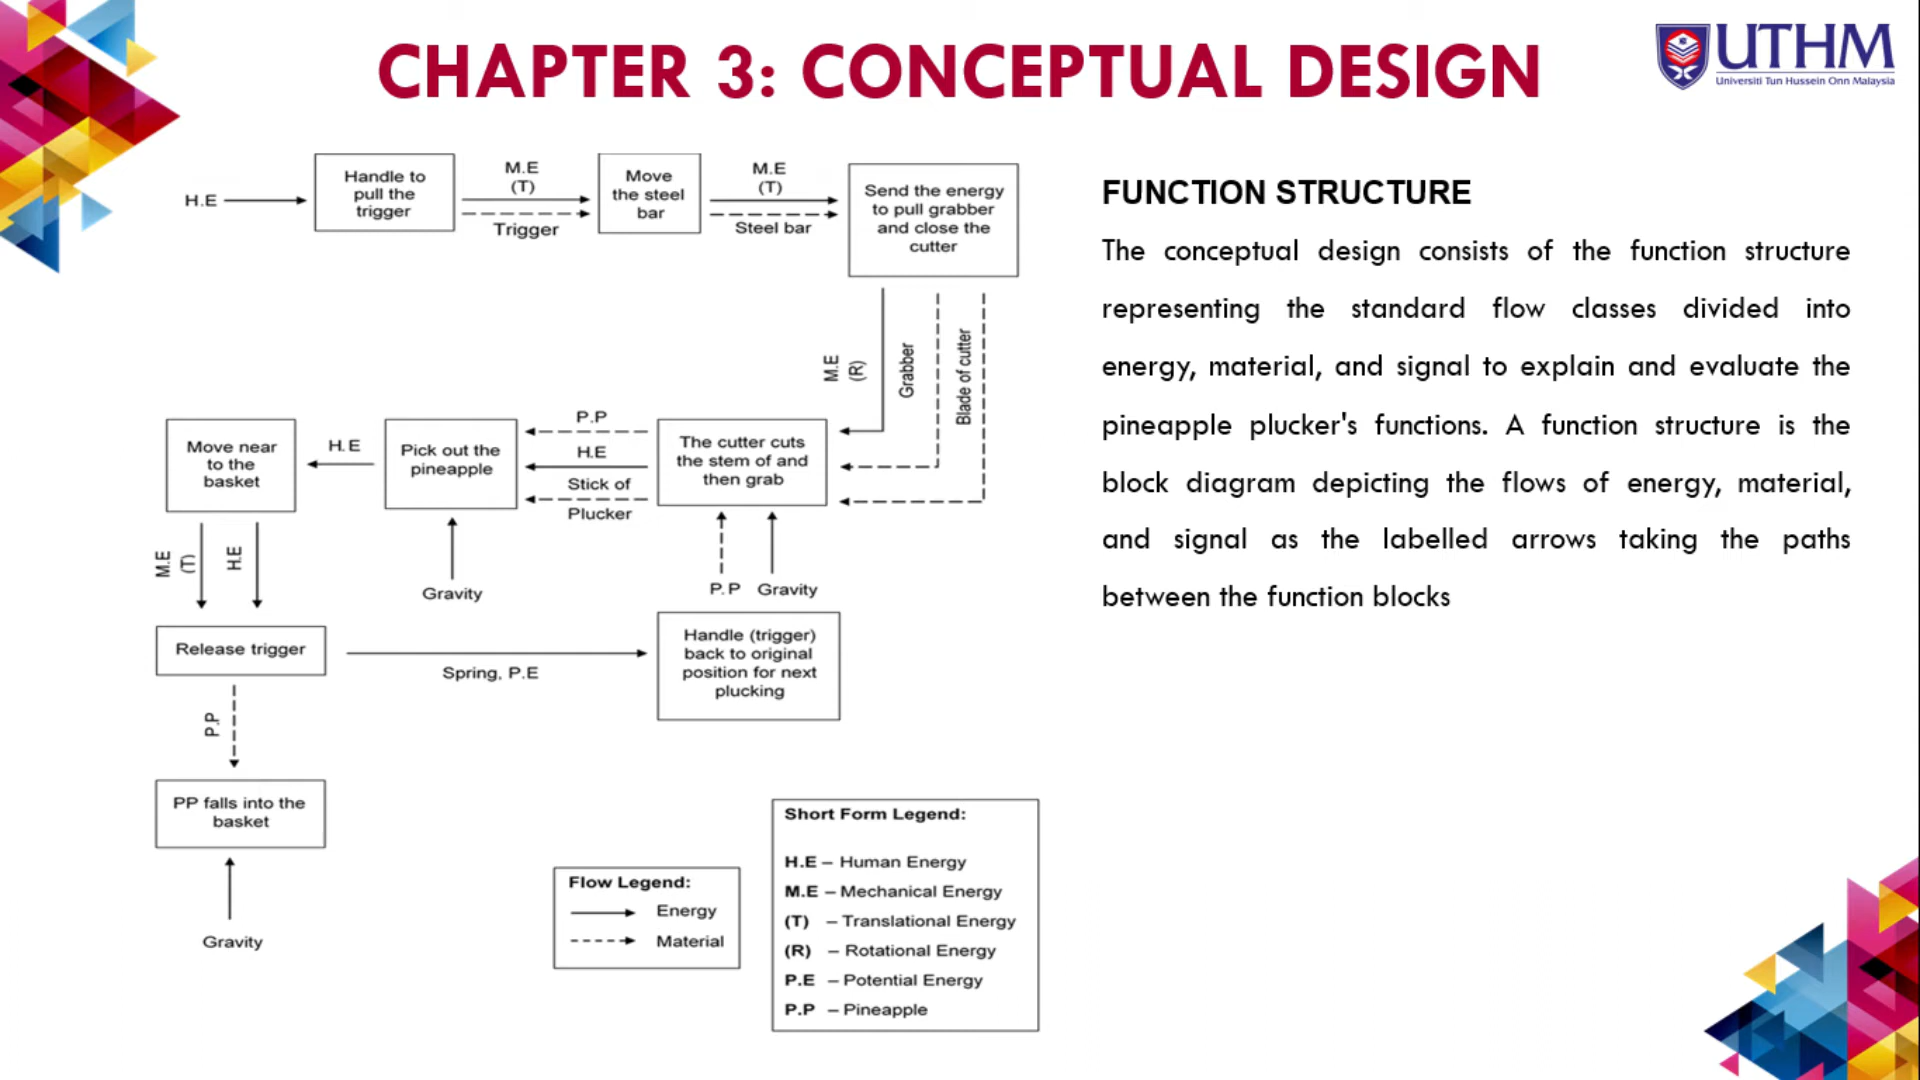 CHAPTER 3: CONCEPTUAL DESIGN
UTHM
Universiti Tun Hussein Onn Malaysia
H.E
Handle to
pull the
trigger
M.E
(T)
Trigger
Move
the steel
bar
M.E
(T)
Steel bar
Send the energy
to pull grabber
and close the
cutter
M.E
(R)
Grabber
Blade of cutter
Move near
to the
basket
H.E
Pick out the
pineapple
P.P
H.E
Stick of
Plucker
The cutter cuts
the stem of and
then grab
M.E
(T)
H.E
Gravity
P.P
Gravity
Release trigger
Spring, P.E
Handle (trigger)
back to original
position for next
plucking
P.P
PP falls into the
basket
Gravity
Flow Legend:
Energy
Material
Short Form Legend:
H.E – Human Energy
M.E – Mechanical Energy
(T) – Translational Energy
(R) – Rotational Energy
P.E – Potential Energy
P.P – Pineapple
FUNCTION STRUCTURE
The conceptual design consists of the function structure
representing the standard flow classes divided into
energy, material, and signal to explain and evaluate the
pineapple plucker's functions. A function structure is the
block diagram depicting the flows of energy, material,
and signal as the labelled arrows taking the paths
between the function blocks